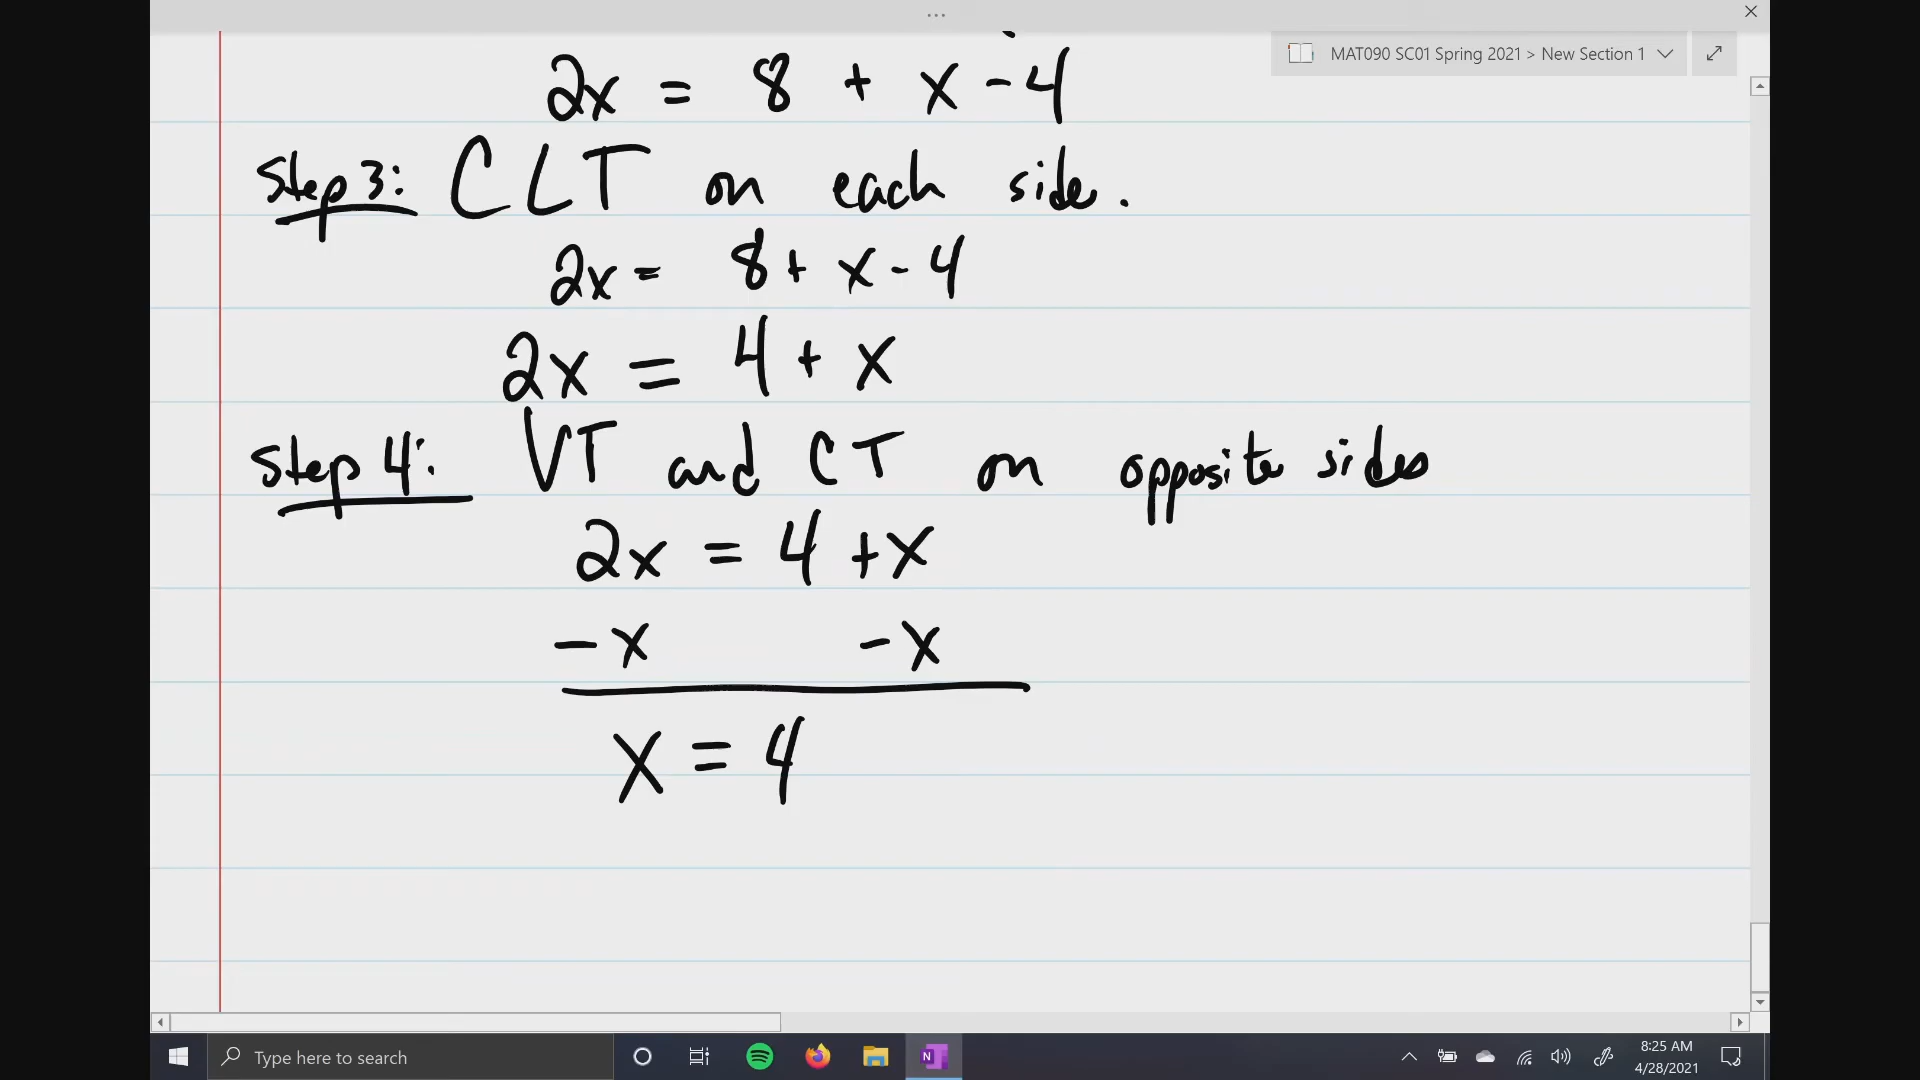 ...
MAT090 SC01 Spring 2021 > New Section 1
2x = 8 + x - 4
Step 3: CLT on each side.
2x = 8 + x - 4
2x = 4 + x
Step 4: VT and CT on opposite sides
2x = 4 + x
- x - x
x = 4
Type here to search
N
8:25 AM
4/28/2021